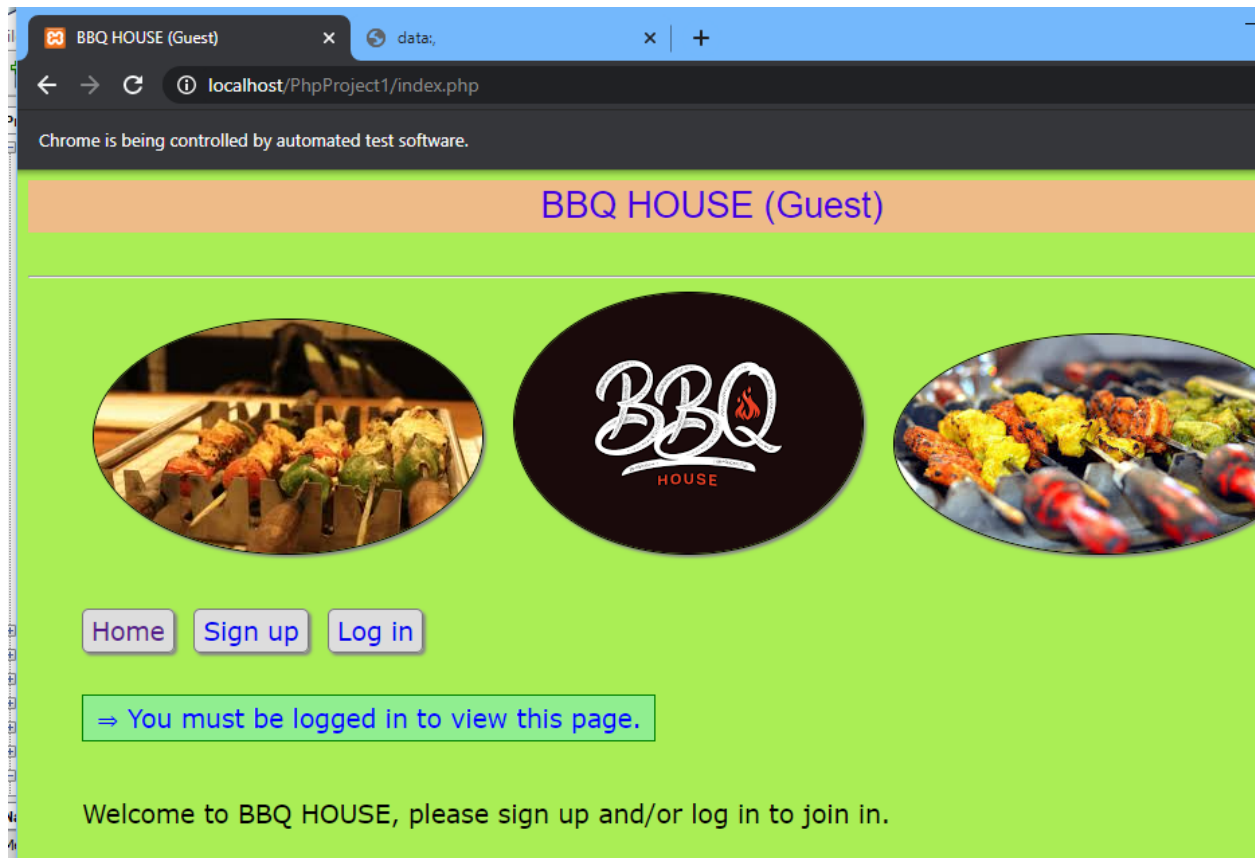 BBQ HOUSE (Guest)
data:,
localhost/PhpProject1/index.php
Chrome is being controlled by automated test software.
BBQ HOUSE (Guest)
BBQ
HOUSE
Home Sign up Log in
⇒ You must be logged in to view this page.
Welcome to BBQ HOUSE, please sign up and/or log in to join in.